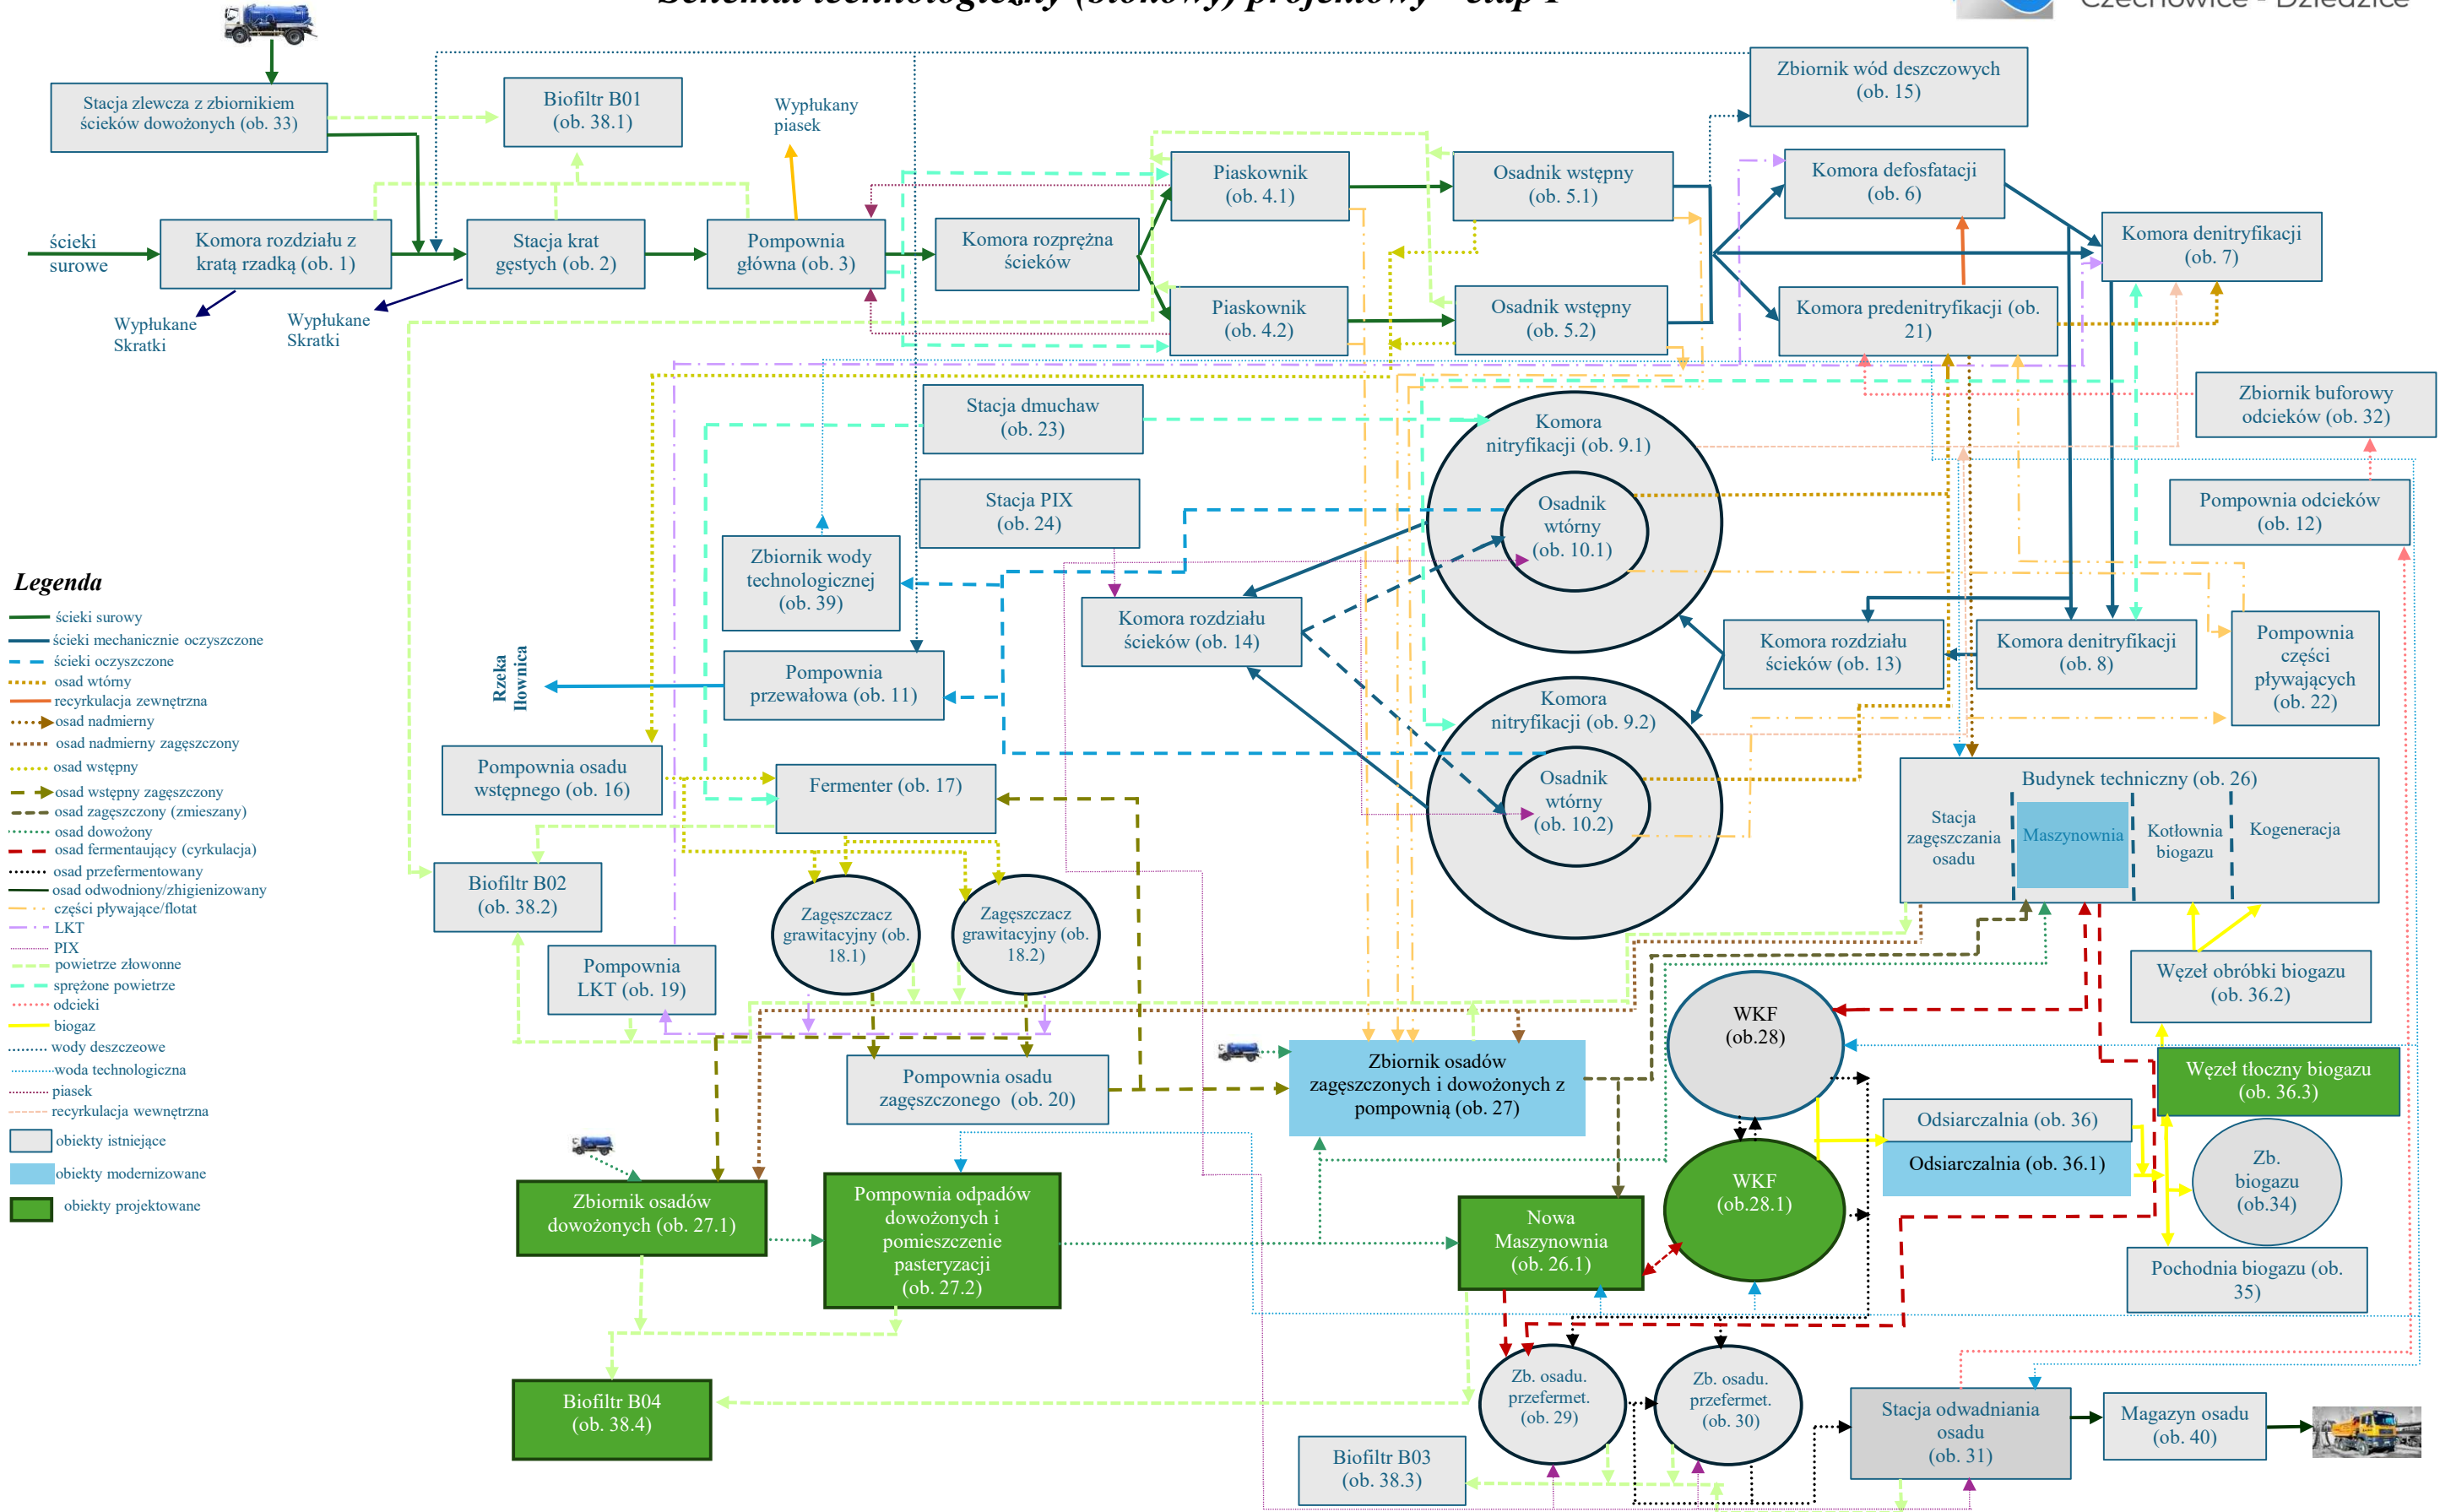 Schemat technologiczny (blokowy) projektowy - etap 1
Czechowice - Dziedzice
Stacja zlewcza z zbiornikiem
ścieków dowożonych (ob. 33)
Biofiltr B01
(ob. 38.1)
Wypłukany
piasek
Zbiornik wód deszczowych
(ob. 15)
Piaskownik
(ob. 4.1)
Osadnik wstępny
(ob. 5.1)
Komora defosfatacji
(ob. 6)
ścieki
surowe
Komora rozdziału z
kratą rzadką (ob. 1)
Stacja krat
gęstych (ob. 2)
Pompownia
główna (ob. 3)
Komora rozprężna
ścieków
Komora denitryfikacji
(ob. 7)
Wypłukane
Skratki
Wypłukane
Skratki
Piaskownik
(ob. 4.2)
Osadnik wstępny
(ob. 5.2)
Komora predenitryfikacji (ob.
21)
Stacja dmuchaw
(ob. 23)
Komora
nitryfikacji (ob. 9.1)
Zbiornik buforowy
odcieków (ob. 32)
Stacja PIX
(ob. 24)
Osadnik
wtórny
(ob. 10.1)
Pompownia odcieków
(ob. 12)
Zbiornik wody
technologicznej
(ob. 39)
Komora rozdziału
ścieków (ob. 14)
Komora rozdziału
ścieków (ob. 13)
Komora denitryfikacji
(ob. 8)
Pompownia
części
pływających
(ob. 22)
Rzeka
Iłownica
Pompownia
przewałowa (ob. 11)
Komora
nitryfikacji (ob. 9.2)
Osadnik
wtórny
(ob. 10.2)
Pompownia osadu
wstępnego (ob. 16)
Fermenter (ob. 17)
Budynek techniczny (ob. 26)
Stacja
zagęszczania
osadu
Maszynownia
Kotłownia
biogazu
Kogeneracja
Legenda
ścieki surowy
ścieki mechanicznie oczyszczone
ścieki oczyszczone
osad wtórny
recyrkulacja zewnętrzna
osad nadmierny
osad nadmierny zagęszczony
osad wstępny
osad wstępny zagęszczony
osad zagęszczony (zmieszany)
osad dowożony
osad fermentaujący (cyrkulacja)
osad przefermentowany
osad odwodniony/zhigienizowany
części pływające/flotat
LKT
PIX
powietrze złowonne
sprężone powietrze
odcieki
biogaz
wody deszczeowe
woda technologiczna
piasek
recyrkulacja wewnętrzna
obiekty istniejące
obiekty modernizowane
obiekty projektowane
Biofiltr B02
(ob. 38.2)
Zagęszczacz
grawitacyjny (ob.
18.1)
Zagęszczacz
grawitacyjny (ob.
18.2)
Pompownia
LKT (ob. 19)
Węzeł obróbki biogazu
(ob. 36.2)
WKF
(ob.28)
Pompownia osadu
zagęszczonego (ob. 20)
Zbiornik osadów
zagęszczonych i dowożonych z
pompownią (ob. 27)
Węzeł tłoczny biogazu
(ob. 36.3)
Odsiarczalnia (ob. 36)
Odsiarczalnia (ob. 36.1)
Zb.
biogazu
(ob.34)
Zbiornik osadów
dowożonych (ob. 27.1)
Pompownia odpadów
dowożonych i
pomieszczenie
pasteryzacji
(ob. 27.2)
Nowa
Maszynownia
(ob. 26.1)
WKF
(ob.28.1)
Pochodnia biogazu (ob.
35)
Biofiltr B04
(ob. 38.4)
Zb. osadu.
przefermet.
(ob. 29)
Zb. osadu.
przefermet.
(ob. 30)
Stacja odwadniania
osadu
(ob. 31)
Magazyn osadu
(ob. 40)
Biofiltr B03
(ob. 38.3)